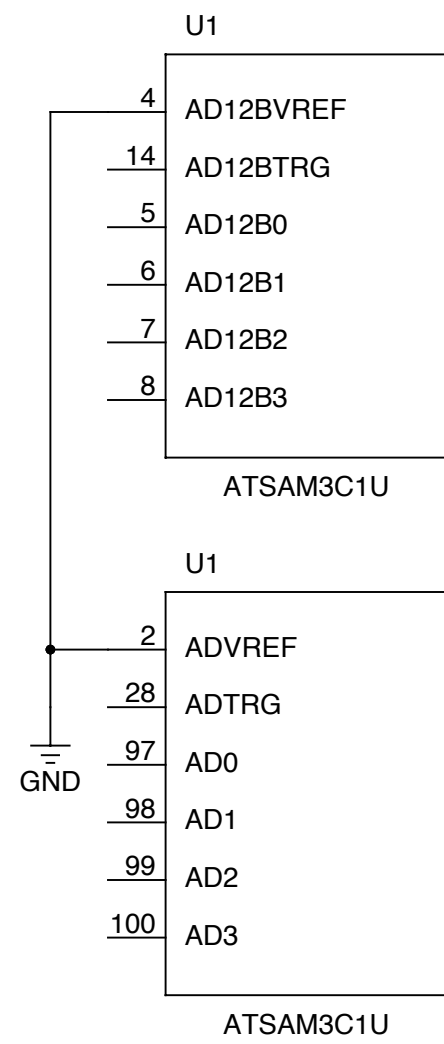 U1
4 AD12BVREF
14 AD12BTRG
5 AD12B0
6 AD12B1
7 AD12B2
8 AD12B3
ATSAM3C1U
U1
2 ADVREF
28 ADTRG
97 AD0
GND
98 AD1
99 AD2
100 AD3
ATSAM3C1U